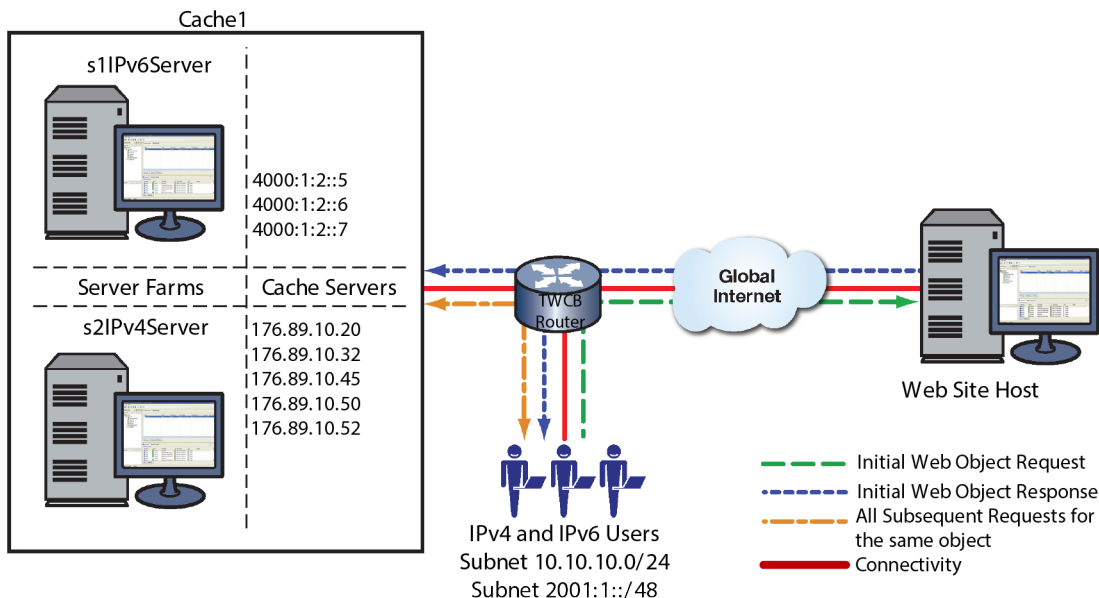 Cache1
s1IPv6Server
4000:1:2::5
4000:1:2::6
4000:1:2::7
Server Farms
Cache Servers
s2IPv4Server
176.89.10.20
176.89.10.32
176.89.10.45
176.89.10.50
176.89.10.52
TWCB
Router
Global
Internet
Web Site Host
IPv4 and IPv6 Users
Subnet 10.10.10.0/24
Subnet 2001:1::/48
Initial Web Object Request
Initial Web Object Response
All Subsequent Requests for
the same object
Connectivity